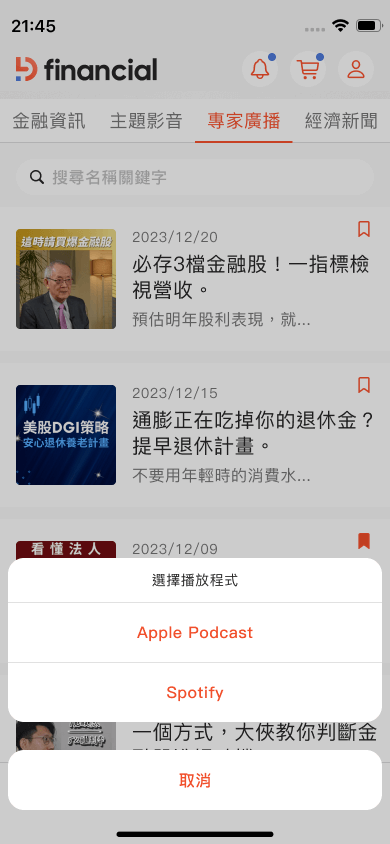 21:45
financial
金融資訊
主題影音
專家廣播
經濟新聞
搜尋名稱關鍵字
這時請買爆金融股
2023/12/20
必存3檔金融股！一指標檢
視營收。
預估明年股利表現，就...
美股DGI策略
安心退休養老計畫
2023/12/15
通膨正在吃掉你的退休金？
提早退休計畫。
不要用年輕時的消費水...
看懂法人
2023/12/09
選擇播放程式
Apple Podcast
Spotify
一個方式，大俠教你判斷金
取消